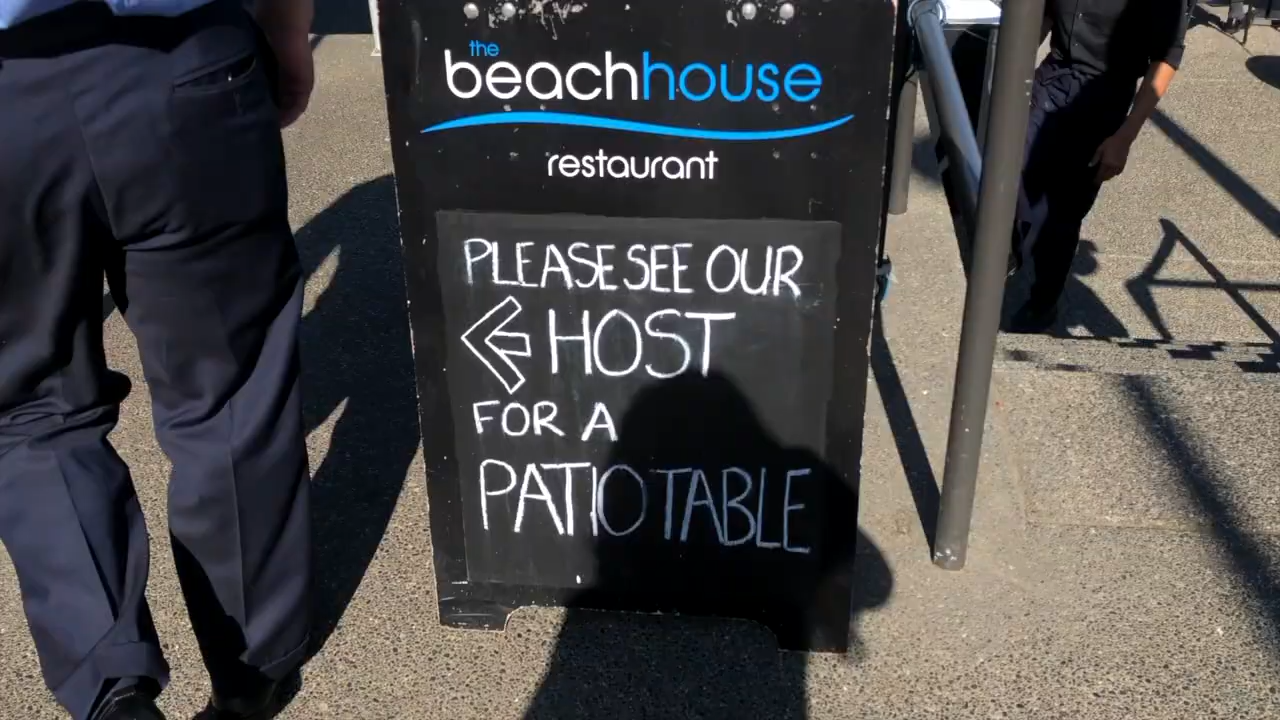 the
beachhouse
restaurant
PLEASE SEE OUR
HOST
FOR A
PATIO TABLE